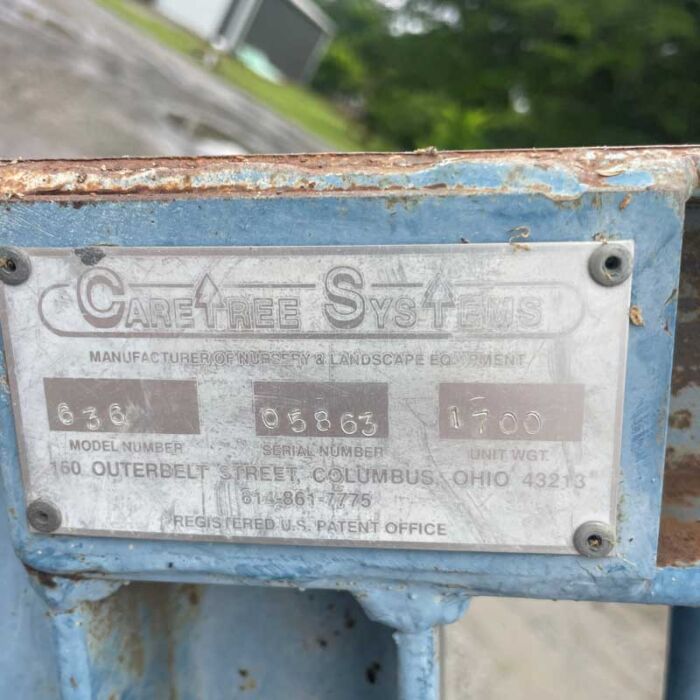 CARETREE SYSTEMS
MANUFACTURER OF NURSERY & LANDSCAPE EQUIPMENT
636 05863 1700
MODEL NUMBER SERIAL NUMBER UNIT WGT.
160 OUTERBELT STREET, COLUMBUS, OHIO 43213
614-861-7775
REGISTERED U.S. PATENT OFFICE